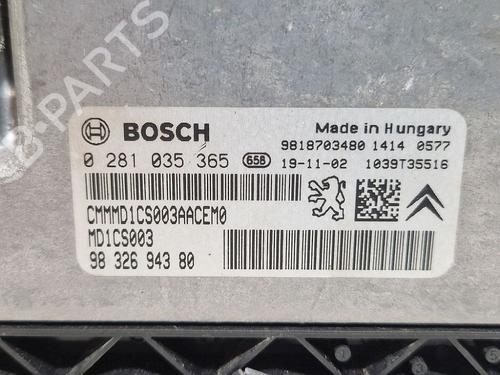 B-PARTS
BOSCH
Made in Hungary
9818703480 1414 0577
0 281 035 365 658 19-11-02 1039T35516
CMMMD1CS003AACEM0
MD1CS003
98 326 943 80